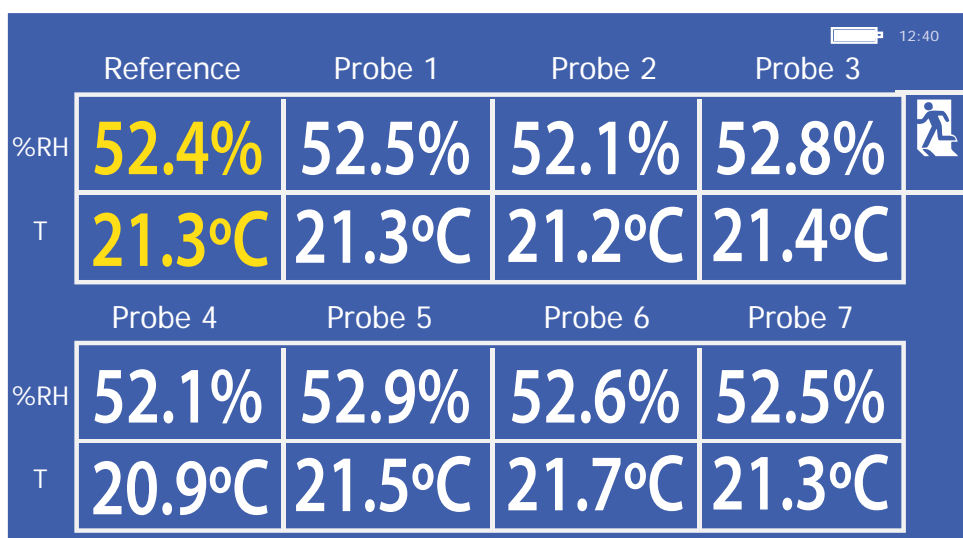 12:40
Reference Probe 1 Probe 2 Probe 3
%RH 52.4% 52.5% 52.1% 52.8%
T 21.3ºC 21.3ºC 21.2ºC 21.4ºC
Probe 4 Probe 5 Probe 6 Probe 7
%RH 52.1% 52.9% 52.6% 52.5%
T 20.9ºC 21.5ºC 21.7ºC 21.3ºC